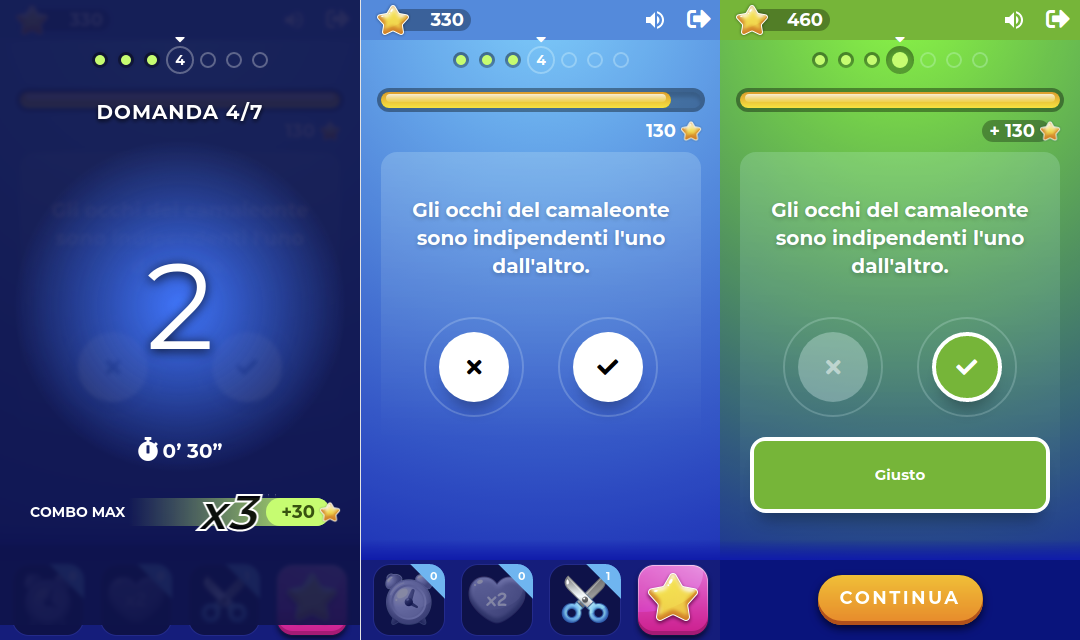 330
4
DOMANDA 4/7
130
2
0’ 30”
COMBO MAX
x3
+30
330
4
130
Gli occhi del camaleonte
sono indipendenti l'uno
dall'altro.
0
x2
0
1
460
+ 130
Gli occhi del camaleonte
sono indipendenti l'uno
dall'altro.
Giusto
CONTINUA